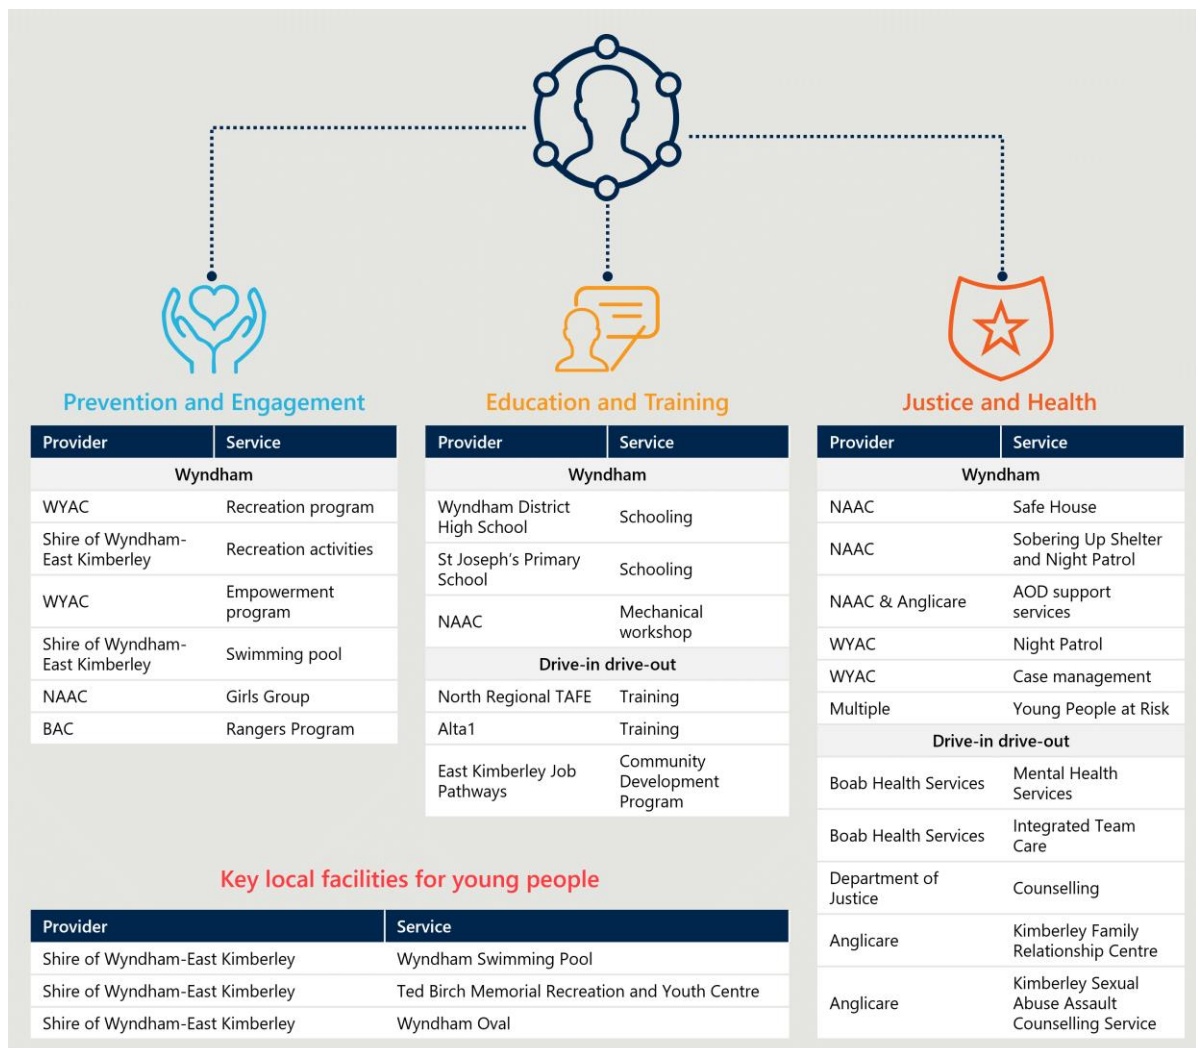 Prevention and Engagement
Provider Service
Wyndham
WYAC Recreation program
Shire of Wyndham-
East Kimberley Recreation activities
WYAC Empowerment
program
Shire of Wyndham-
East Kimberley Swimming pool
NAAC Girls Group
BAC Rangers Program
Education and Training
Provider Service
Wyndham
Wyndham District
High School Schooling
St Joseph’s Primary
School Schooling
NAAC Mechanical
workshop
Drive-in drive-out
North Regional TAFE Training
Alta1 Training
East Kimberley Job
Pathways Community
Development
Program
Justice and Health
Provider Service
Wyndham
NAAC Safe House
NAAC Sobering Up Shelter
and Night Patrol
NAAC & Anglicare AOD support
services
WYAC Night Patrol
WYAC Case management
Multiple Young People at Risk
Drive-in drive-out
Boab Health Services Mental Health
Services
Boab Health Services Integrated Team
Care
Department of
Justice Counselling
Anglicare Kimberley Family
Relationship Centre
Anglicare Kimberley Sexual
Abuse Assault
Counselling Service
Key local facilities for young people
Provider Service
Shire of Wyndham-East Kimberley Wyndham Swimming Pool
Shire of Wyndham-East Kimberley Ted Birch Memorial Recreation and Youth Centre
Shire of Wyndham-East Kimberley Wyndham Oval